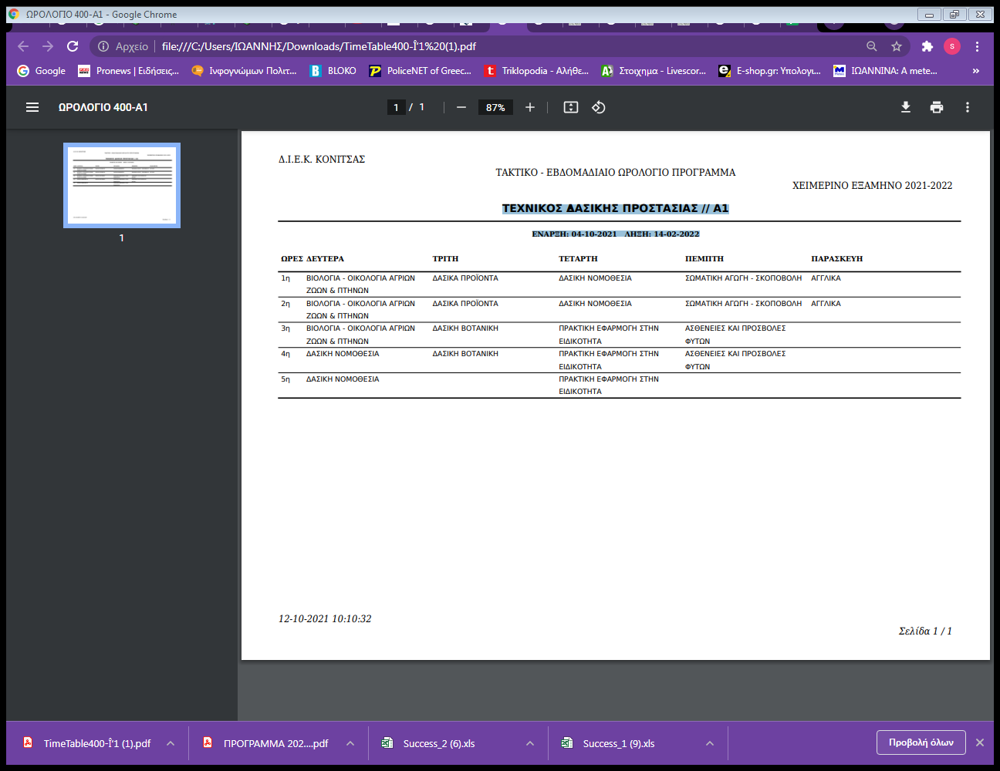 ΩΡΟΛΟΓΙΟ 400-Α1 - Google Chrome
Αρχείο file:///C:/Users/ΙΩΑΝΝΗΣ/Downloads/TimeTable400-Î'1%20(1).pdf
S
Google Pronews | Ειδήσεις... Ινφογνώμων Πολιτ... BLOKO PoliceNET of Greec... Triklopodia - Αλήθε... Στοιχημα - Livescor... E-shop.gr: Υπολογι... ΙΩΑΝΝΙΝΑ: A mete... »
ΩΡΟΛΟΓΙΟ 400-Α1 1 / 1 87%
1
Δ.Ι.Ε.Κ. ΚΟΝΙΤΣΑΣ
ΤΑΚΤΙΚΟ - ΕΒΔΟΜΑΔΙΑΙΟ ΩΡΟΛΟΓΙΟ ΠΡΟΓΡΑΜΜΑ
ΧΕΙΜΕΡΙΝΟ ΕΞΑΜΗΝΟ 2021-2022
ΤΕΧΝΙΚΟΣ ΔΑΣΙΚΗΣ ΠΡΟΣΤΑΣΙΑΣ // Α1
ΕΝΑΡΞΗ: 04-10-2021 ΛΗΞΗ: 14-02-2022
ΩΡΕΣ ΔΕΥΤΕΡΑ ΤΡΙΤΗ ΤΕΤΑΡΤΗ ΠΕΜΠΤΗ ΠΑΡΑΣΚΕΥΗ
1η ΒΙΟΛΟΓΙΑ - ΟΙΚΟΛΟΓΙΑ ΑΓΡΙΩΝ ΔΑΣΙΚΑ ΠΡΟΪΟΝΤΑ ΔΑΣΙΚΗ ΝΟΜΟΘΕΣΙΑ ΣΩΜΑΤΙΚΗ ΑΓΩΓΗ - ΣΚΟΠΟΒΟΛΗ ΑΓΓΛΙΚΑ
ΖΩΩΝ & ΠΤΗΝΩΝ
2η ΒΙΟΛΟΓΙΑ - ΟΙΚΟΛΟΓΙΑ ΑΓΡΙΩΝ ΔΑΣΙΚΑ ΠΡΟΪΟΝΤΑ ΔΑΣΙΚΗ ΝΟΜΟΘΕΣΙΑ ΣΩΜΑΤΙΚΗ ΑΓΩΓΗ - ΣΚΟΠΟΒΟΛΗ ΑΓΓΛΙΚΑ
ΖΩΩΝ & ΠΤΗΝΩΝ
3η ΒΙΟΛΟΓΙΑ - ΟΙΚΟΛΟΓΙΑ ΑΓΡΙΩΝ ΔΑΣΙΚΗ ΒΟΤΑΝΙΚΗ ΠΡΑΚΤΙΚΗ ΕΦΑΡΜΟΓΗ ΣΤΗΝ ΑΣΘΕΝΕΙΕΣ ΚΑΙ ΠΡΟΣΒΟΛΕΣ
ΖΩΩΝ & ΠΤΗΝΩΝ ΕΙΔΙΚΟΤΗΤΑ ΦΥΤΩΝ
4η ΔΑΣΙΚΗ ΝΟΜΟΘΕΣΙΑ ΔΑΣΙΚΗ ΒΟΤΑΝΙΚΗ ΠΡΑΚΤΙΚΗ ΕΦΑΡΜΟΓΗ ΣΤΗΝ ΑΣΘΕΝΕΙΕΣ ΚΑΙ ΠΡΟΣΒΟΛΕΣ
ΕΙΔΙΚΟΤΗΤΑ ΦΥΤΩΝ
5η ΔΑΣΙΚΗ ΝΟΜΟΘΕΣΙΑ ΠΡΑΚΤΙΚΗ ΕΦΑΡΜΟΓΗ ΣΤΗΝ
ΕΙΔΙΚΟΤΗΤΑ
12-10-2021 10:10:32
Σελίδα 1 / 1
TimeTable400-Î'1 (1).pdf ΠΡΟΓΡΑΜΜΑ 202....pdf Success_2 (6).xls Success_1 (9).xls Προβολή όλων